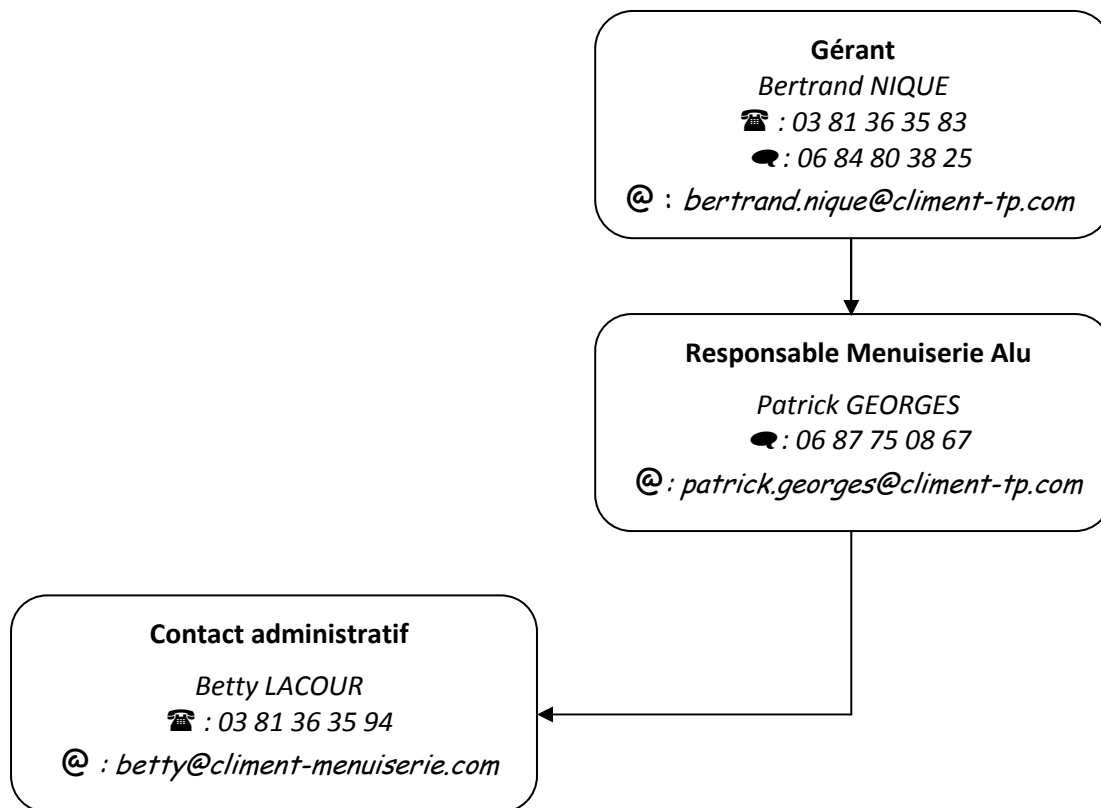 Gérant
Bertrand NIQUE
☎ : 03 81 36 35 83
🗨 : 06 84 80 38 25
@ : bertrand.nique@climent-tp.com
Responsable Menuiserie Alu
Patrick GEORGES
🗨 : 06 87 75 08 67
@ : patrick.georges@climent-tp.com
Contact administratif
Betty LACOUR
☎ : 03 81 36 35 94
@ : betty@climent-menuiserie.com